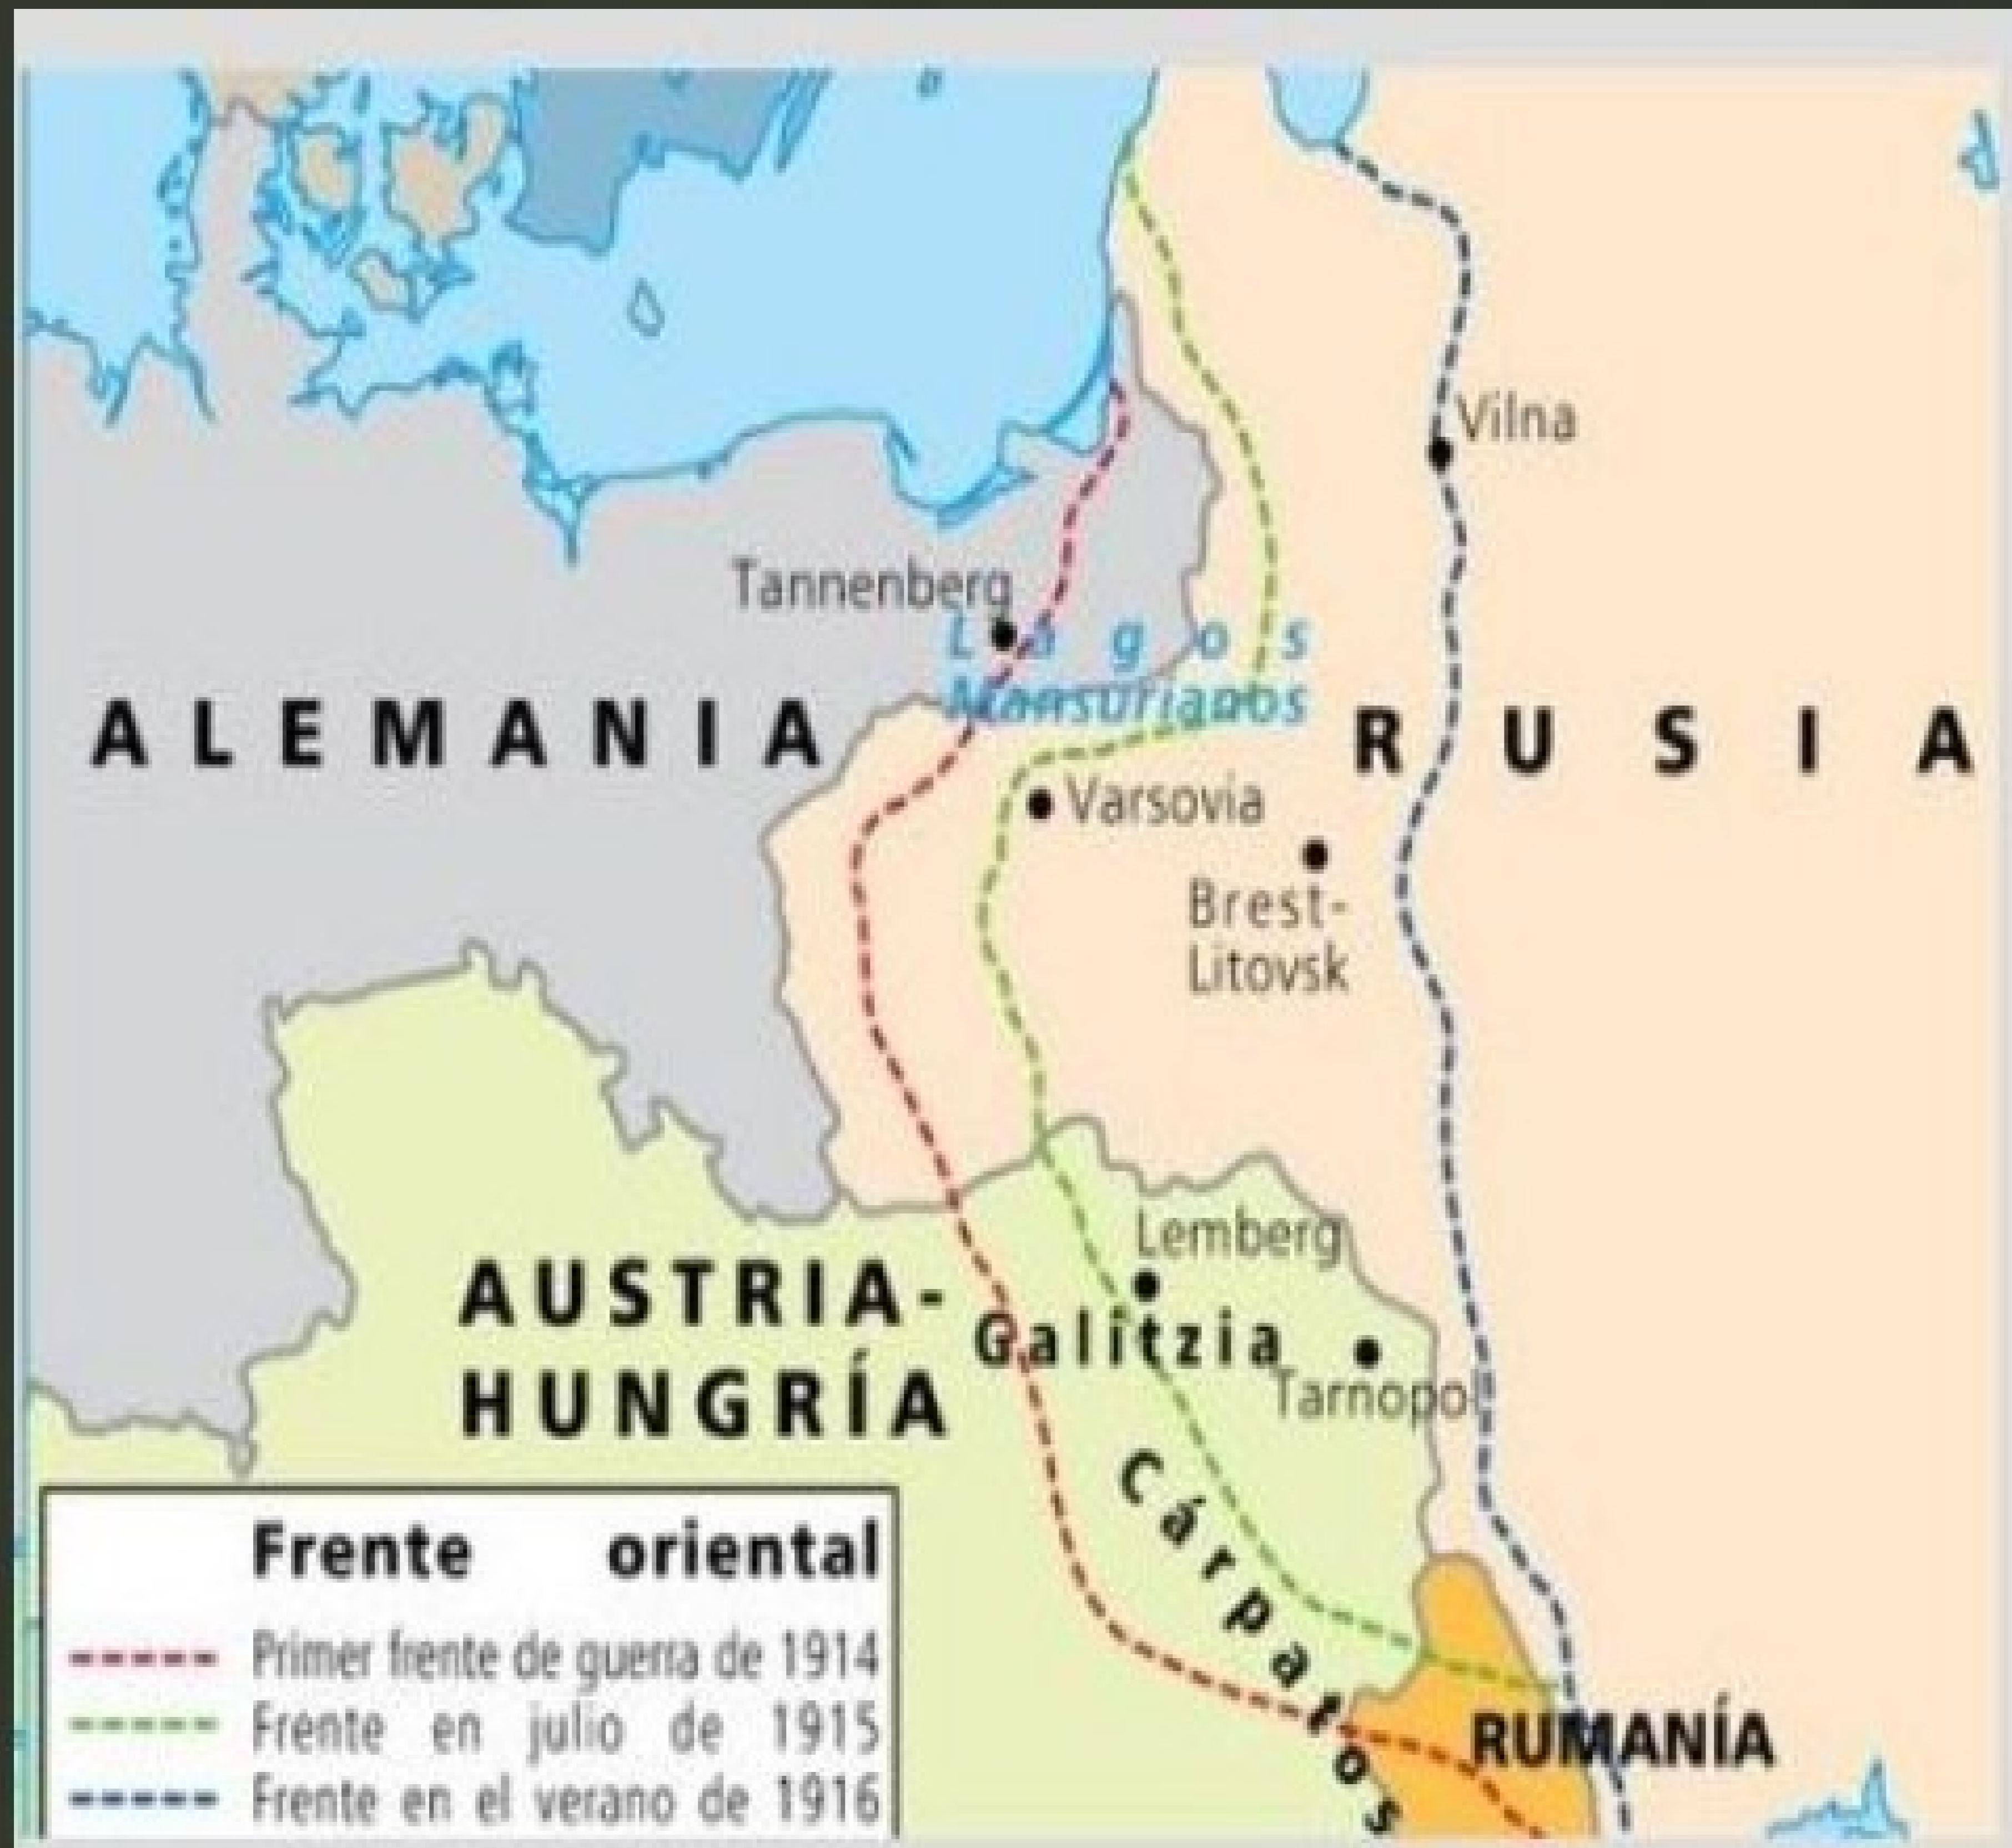 Vilna
Tannenberg
Lagos
Mansurianos
ALEMANIA
RUSIA
Varsovia
Brest-
Litovsk
Lemberg
AUSTRIA-
HUNGRÍA
Galitzia
Tarnopol
Cárpatos
RUMANÍA
Frente oriental
Primer frente de guerra de 1914
Frente en julio de 1915
Frente en el verano de 1916